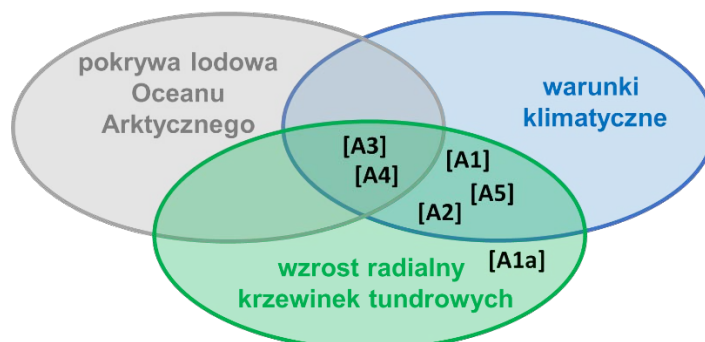 pokrywa lodowa
Oceanu
Arktycznego
warunki
klimatyczne
[A3]
[A4]
[A1]
[A5]
[A2]
[A1a]
wzrost radialny
krzewinek tundrowych